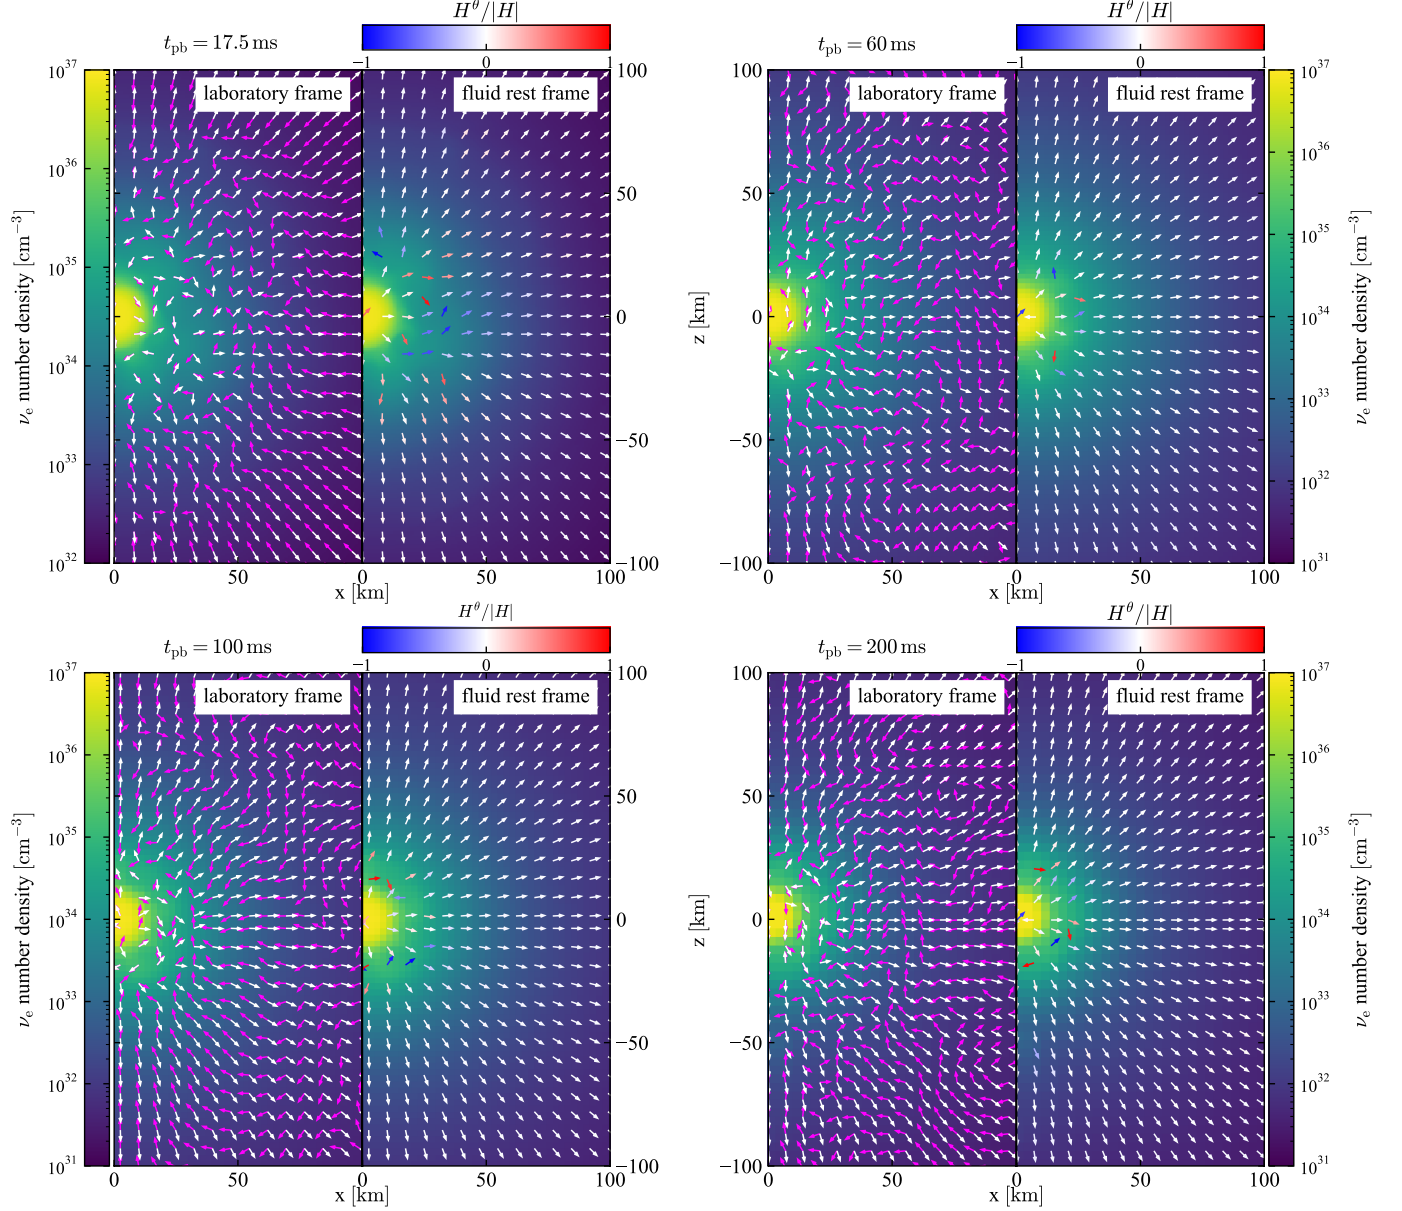 H^θ/|H|
t_pb = 17.5 ms
−1 0 1
laboratory frame
fluid rest frame
ν_e number density [cm^−3]
10^37
10^36
10^35
10^34
10^33
10^32
100
50
0
−50
−100
0 50 0 50 100
x [km]
H^θ/|H|
t_pb = 60 ms
−1 0 1
laboratory frame
fluid rest frame
z [km]
100
50
0
−50
−100
0 50 0 50 100
x [km]
10^37
10^36
10^35
10^34
10^33
10^32
10^31
ν_e number density [cm^−3]
H^θ/|H|
t_pb = 100 ms
−1 0 1
laboratory frame
fluid rest frame
ν_e number density [cm^−3]
10^37
10^36
10^35
10^34
10^33
10^32
10^31
100
50
0
−50
−100
0 50 0 50 100
x [km]
H^θ/|H|
t_pb = 200 ms
−1 0 1
laboratory frame
fluid rest frame
z [km]
100
50
0
−50
−100
0 50 0 50 100
x [km]
10^37
10^36
10^35
10^34
10^33
10^32
10^31
ν_e number density [cm^−3]